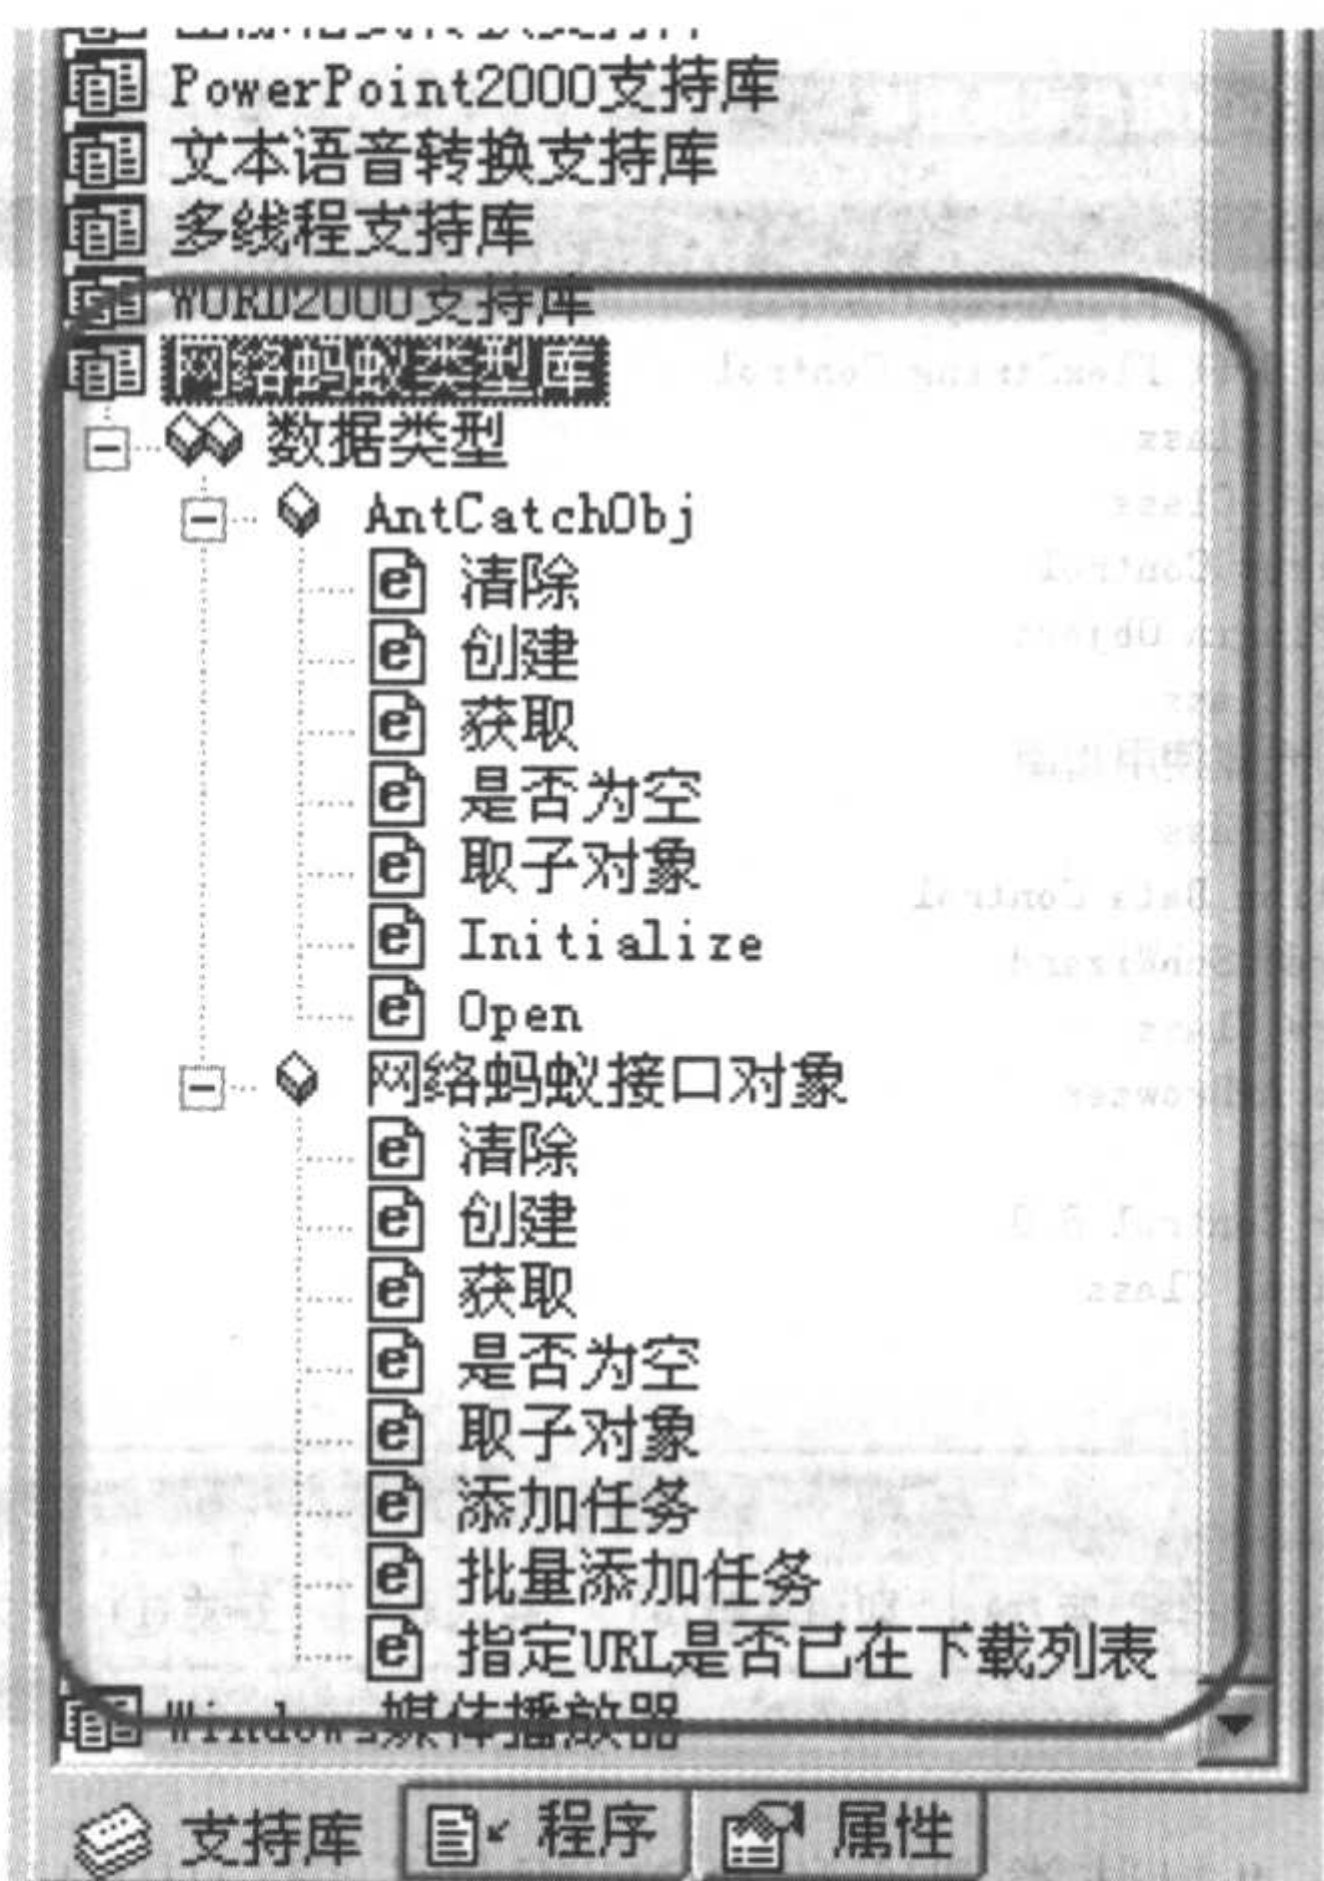 PowerPoint2000支持库
文本语音转换支持库
多线程支持库
WORD2000支持库
网络蚂蚁类型库
数据类型
AntCatchObj
清除
创建
获取
是否为空
取子对象
Initialize
Open
网络蚂蚁接口对象
清除
创建
获取
是否为空
取子对象
添加任务
批量添加任务
指定URL是否已在下载列表
Windows媒体播放器
支持库 程序 属性